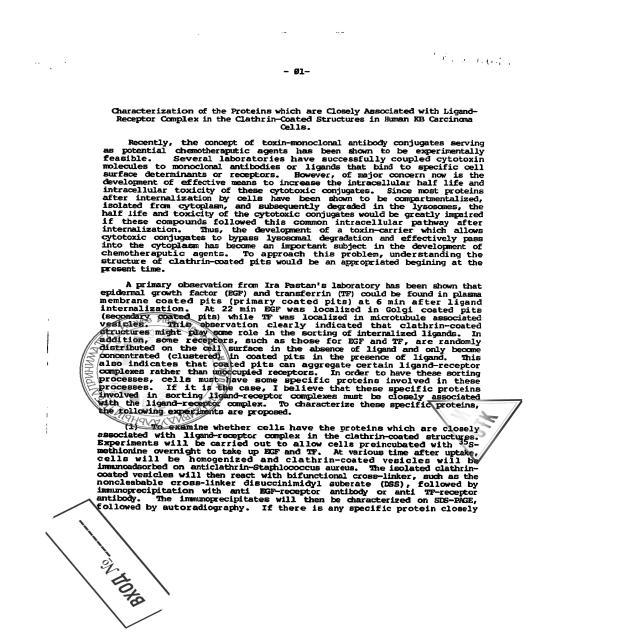 - 01-
Characterization of the Proteins which are Closely Associated with Ligand-
Receptor Complex in the Clathrin-Coated Structures in Human KB Carcinoma
Cells.
Recently, the concept of toxin-monoclonal antibody conjugates serving
as potential chemotheraputic agents has been shown to be experimentally
feasible. Several laboratories have successfully coupled cytotoxin
molecules to monoclonal antibodies or ligands that bind to specific cell
surface determinants or receptors. However, of major concern now is the
development of effective means to increase the intracellular half life and
intracellular toxicity of these cytotoxic conjugates. Since most proteins
after internalization by cells have been shown to be compartmentalized,
isolated from cytoplasm, and subsequently degraded in the lysosomes, the
half life and toxicity of the cytotoxic conjugates would be greatly impaired
if these compounds followed this common intracellular pathway after
internalization. Thus, the development of a toxin-carrier which allows
cytotoxic conjugates to bypass lysosomal degradation and effectively pass
into the cytoplasm has become an important subject in the development of
chemotheraputic agents. To approach this problem, understanding the
structure of clathrin-coated pits would be an appropriated begining at the
present time.
A primary observation from Ira Pastan's laboratory has been shown that
epidermal growth factor (EGF) and transferrin (TF) could be found in plasma
membrane coated pits (primary coated pits) at 6 min after ligand
internalization. At 22 min EGF was localized in Golgi coated pits
(secondary coated pits) while TF was localized in microtubule associated
vesicles. This observation clearly indicated that clathrin-coated
structures might play some role in the sorting of internalized ligands. In
addition, some receptors, such as those for EGF and TF, are randomly
distributed on the cell surface in the absence of ligand and only become
concentrated (clustered) in coated pits in the presence of ligand. This
also indicates that coated pits can aggregate certain ligand-receptor
complexes rather than unoccupied receptors. In order to have these sorting
processes, cells must have some specific proteins involved in these
processes. If it is the case, I believe that these specific proteins
involved in sorting ligand-receptor complexes must be closely associated
with the ligand-receptor complex. To characterize these specific proteins,
the following experiments are proposed.
(1) To examine whether cells have the proteins which are closely
associated with ligand-receptor complex in the clathrin-coated structures.
Experiments will be carried out to allow cells preincubated with 35S-
methionine overnight to take up EGF and TF. At various time after uptake,
cells will be homogenized and clathrin-coated vesicles will be
immunoadsorbed on anticlathrin-Staphlococcus aureus. The isolated clathrin-
coated vesicles will then react with bifunctional cross-linker, such as the
noncleabable cross-linker disuccinimidyl suberate (DSS), followed by
immunoprecipitation with anti EGF-receptor antibody or anti TF-receptor
antibody. The immunoprecipitates will then be characterized on SDS-PAGE,
followed by autoradiography. If there is any specific protein closely
ВХОД №